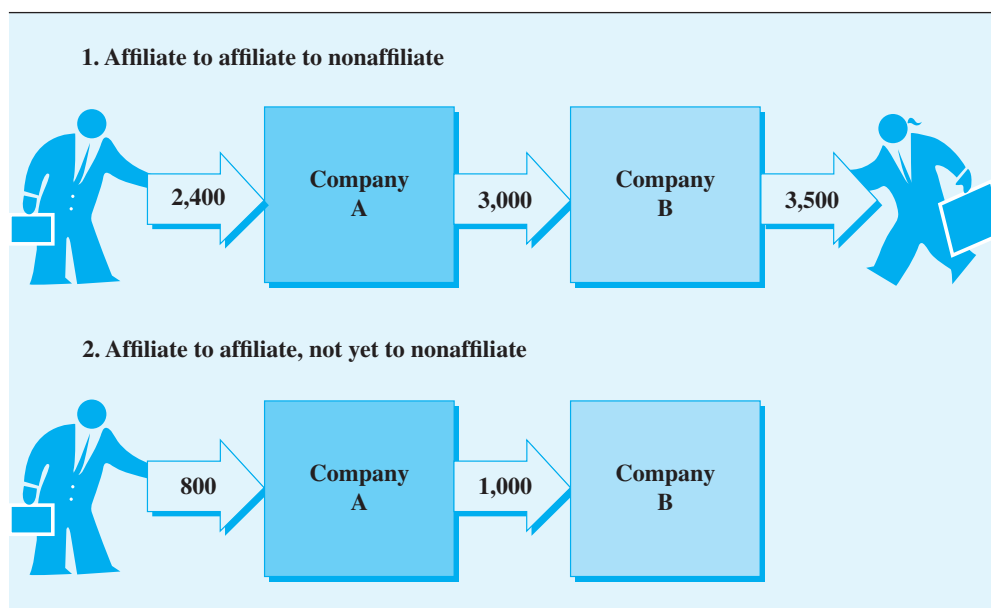 1. Affiliate to affiliate to nonaffiliate
2,400
Company
A
3,000
Company
B
3,500
2. Affiliate to affiliate, not yet to nonaffiliate
800
Company
A
1,000
Company
B